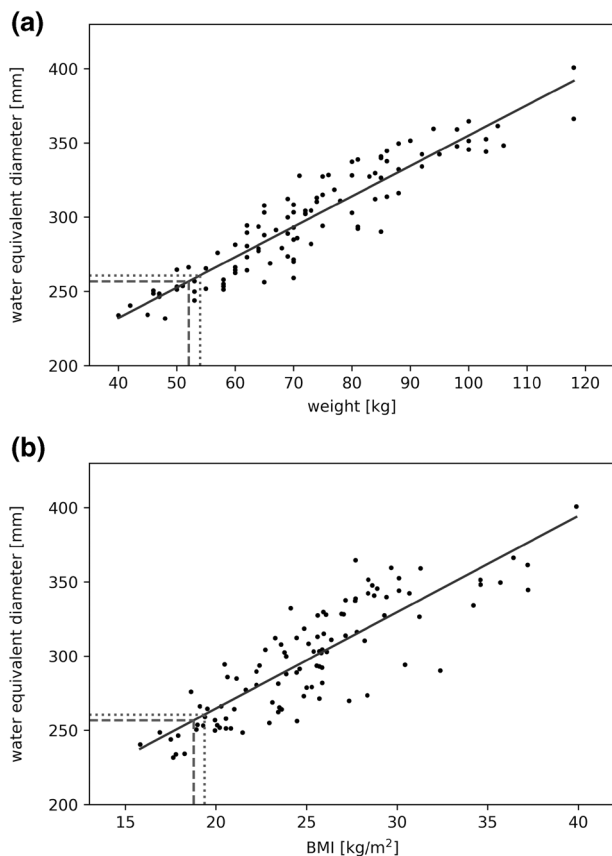 (a)
water equivalent diameter [mm]
400
350
300
250
200
40 50 60 70 80 90 100 110 120
weight [kg]
(b)
water equivalent diameter [mm]
400
350
300
250
200
15 20 25 30 35 40
BMI [kg/m²]